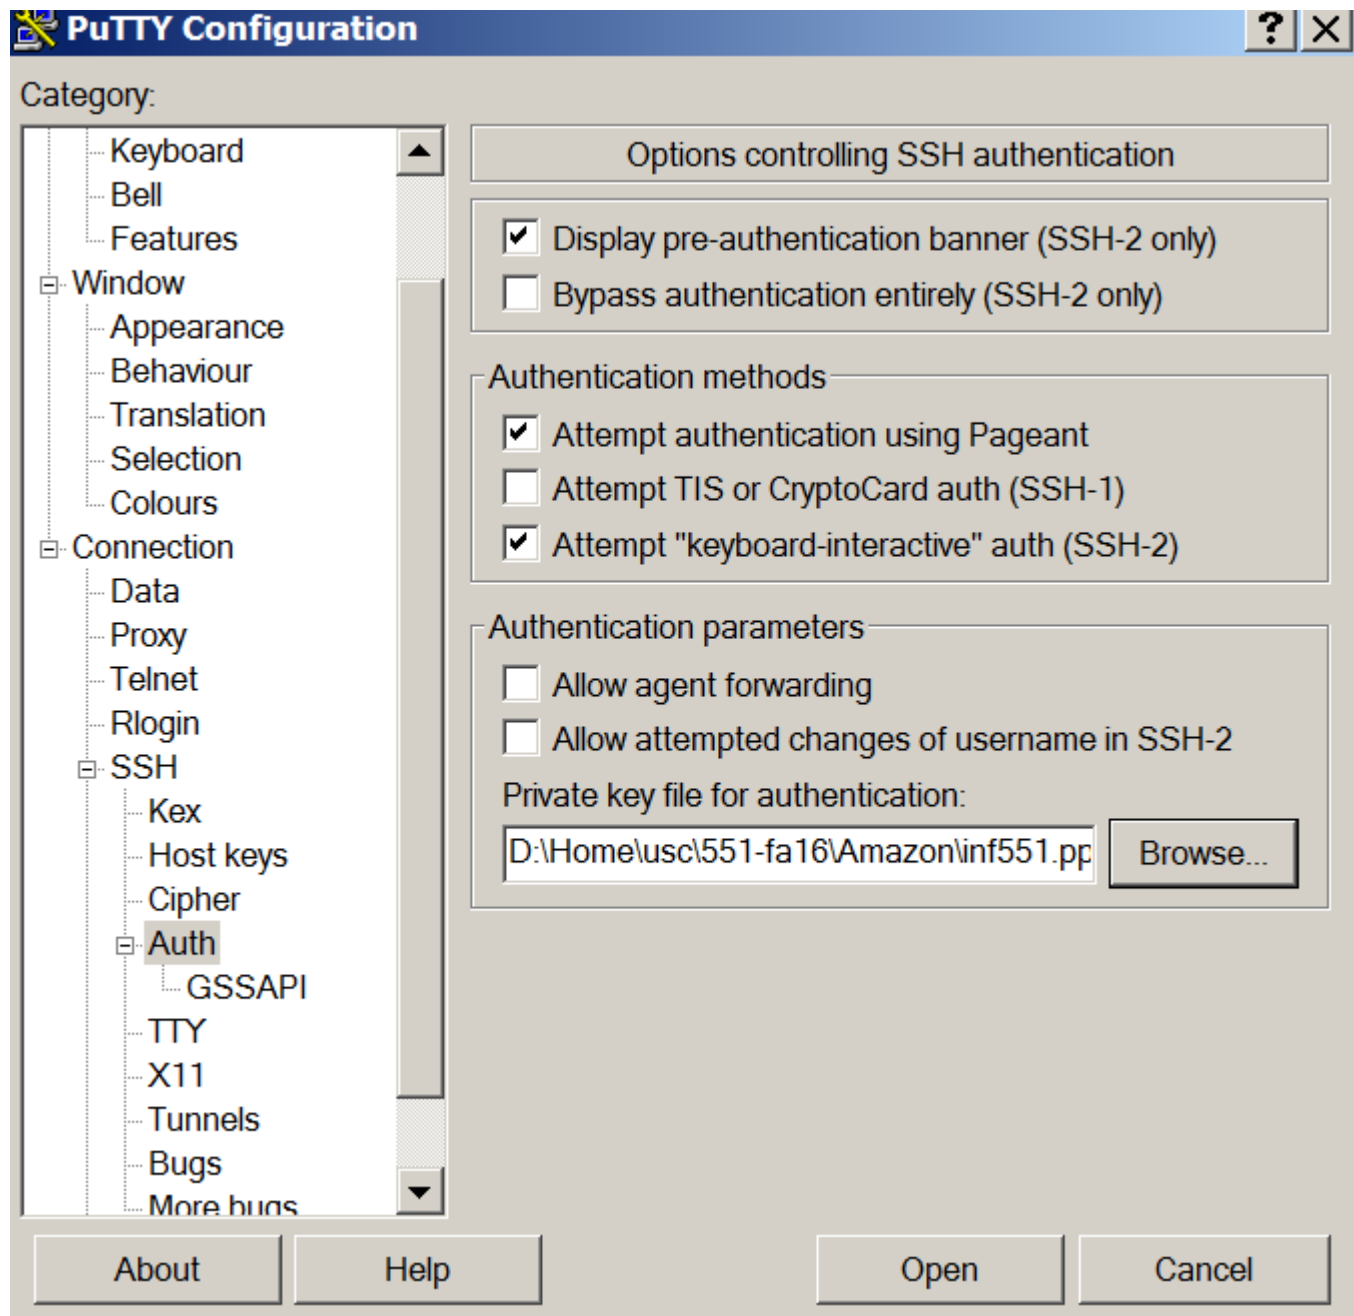 PuTTY Configuration
Category:
Keyboard
Bell
Features
Window
Appearance
Behaviour
Translation
Selection
Colours
Connection
Data
Proxy
Telnet
Rlogin
SSH
Kex
Host keys
Cipher
Auth
GSSAPI
TTY
X11
Tunnels
Bugs
More bugs
Options controlling SSH authentication
Display pre-authentication banner (SSH-2 only)
Bypass authentication entirely (SSH-2 only)
Authentication methods
Attempt authentication using Pageant
Attempt TIS or CryptoCard auth (SSH-1)
Attempt "keyboard-interactive" auth (SSH-2)
Authentication parameters
Allow agent forwarding
Allow attempted changes of username in SSH-2
Private key file for authentication:
D:\Home\usc\551-fa16\Amazon\inf551.pp
Browse...
About
Help
Open
Cancel